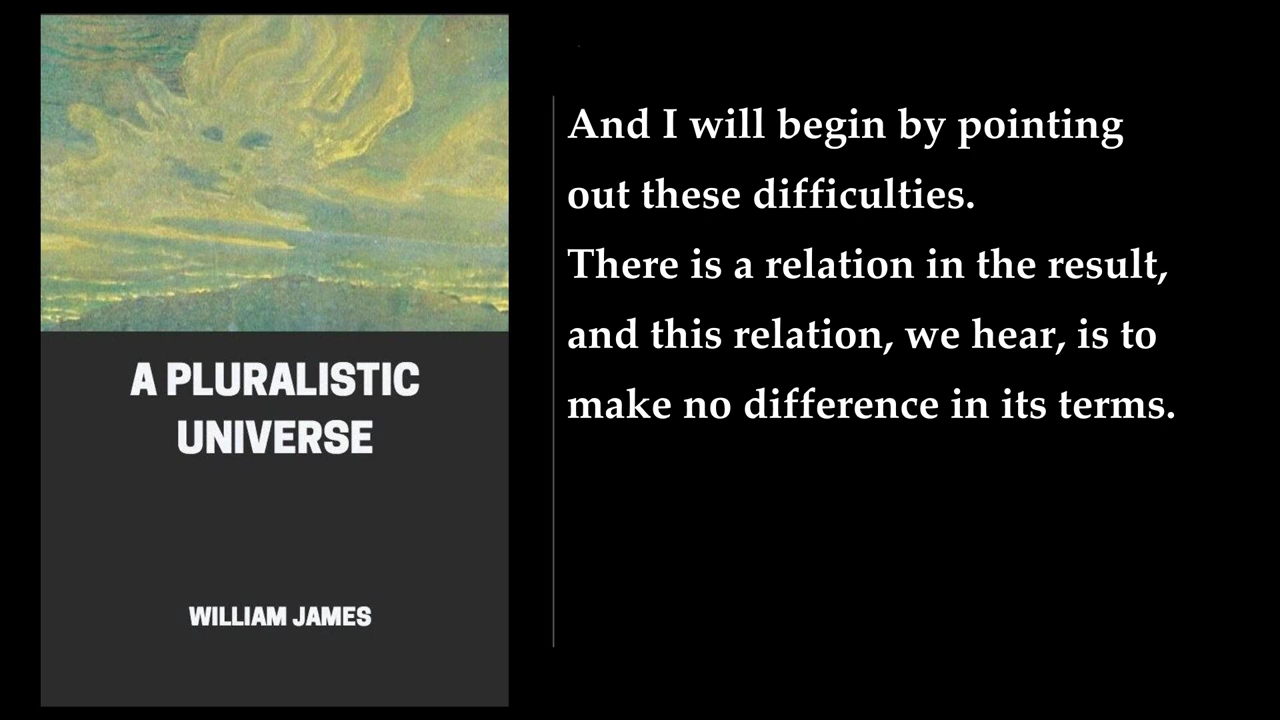 A PLURALISTIC
UNIVERSE
WILLIAM JAMES
And I will begin by pointing
out these difficulties.
There is a relation in the result,
and this relation, we hear, is to
make no difference in its terms.